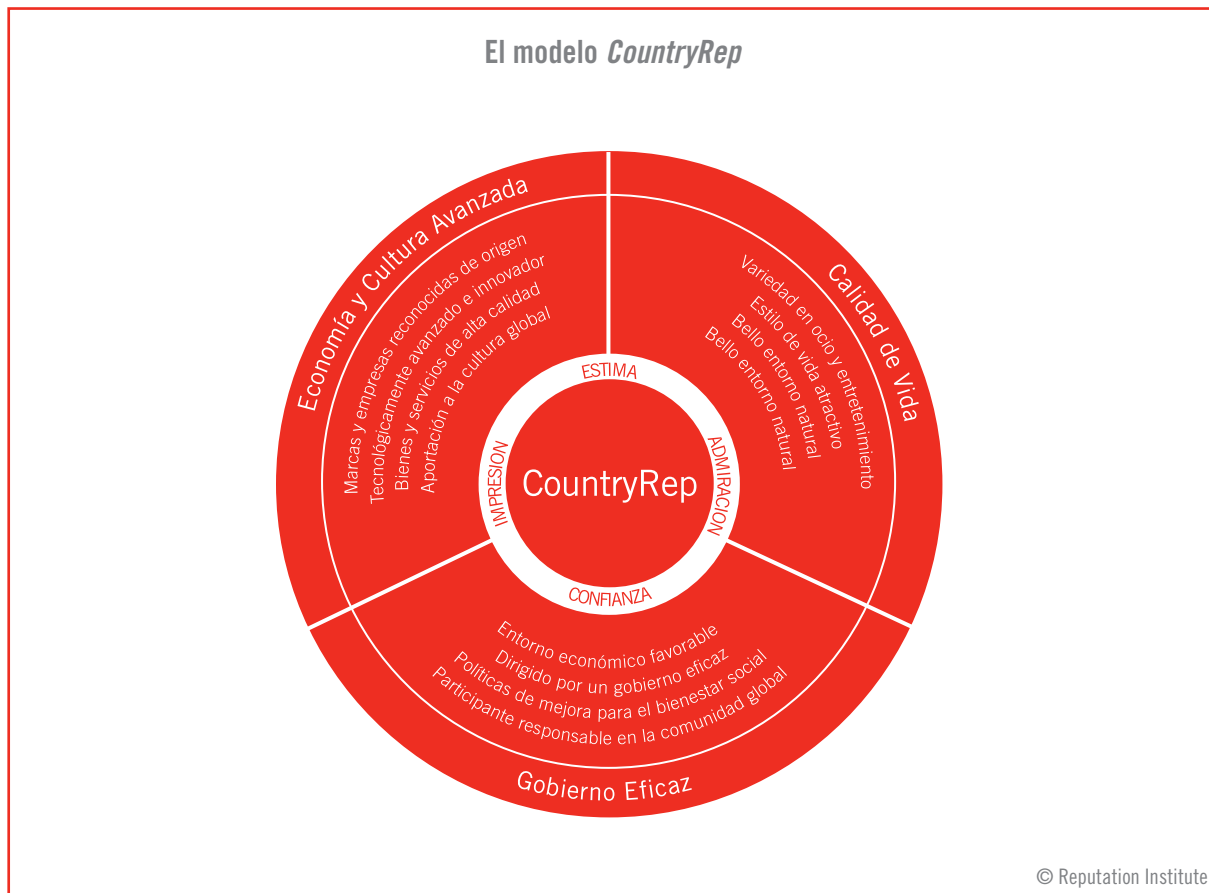 El modelo CountryRep
Economía y Cultura Avanzada
Marcas y empresas reconocidas de origen
Tecnológicamente avanzado e innovador
Bienes y servicios de alta calidad
Aportación a la cultura global
Calidad de Vida
Variedad en ocio y entretenimiento
Estilo de vida atractivo
Bello entorno natural
Bello entorno natural
ESTIMA
ADMIRACION
CONFIANZA
IMPRESION
CountryRep
Entorno económico favorable
Dirigido por un gobierno eficaz
Políticas de mejora para el bienestar social
Participante responsable en la comunidad global
Gobierno Eficaz
© Reputation Institute